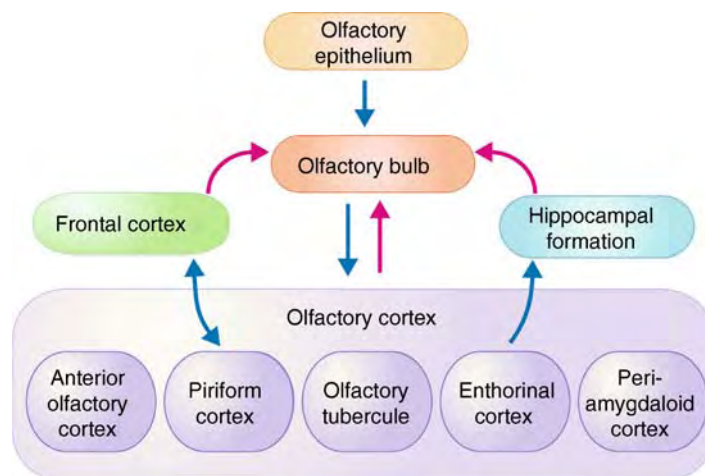 Olfactory
epithelium
Olfactory bulb
Frontal cortex
Hippocampal
formation
Olfactory cortex
Anterior
olfactory
cortex
Piriform
cortex
Olfactory
tubercule
Enthorinal
cortex
Peri-
amygdaloid
cortex